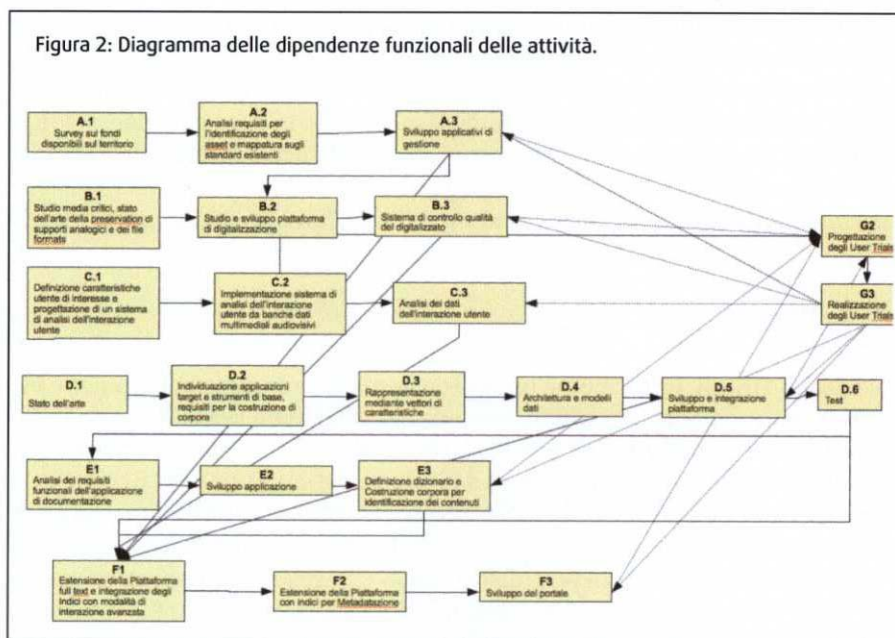 Figura 2: Diagramma delle dipendenze funzionali delle attività.
A.1
Survey sui fondi
disponibili sul territorio
A.2
Analisi requisiti per
l'identificazione degli
asset e mappatura sugli
standard esistenti
A.3
Sviluppo applicativi di
gestione
B.1
Studio media critici, stato
dell'arte della preservation di
supporti analogici e dei file
formats
B.2
Studio e sviluppo piattaforma
di digitalizzazione
B.3
Sistema di controllo qualità
del digitalizzato
G2
Progettazione
degli User Trials
C.1
Definizione caratteristiche
utente di interesse e
progettazione di un sistema
di analisi dell'interazione
utente
C.2
Implementazione sistema di
analisi dell'interazione
utente da banche dati
multimediali audiovisivi
C.3
Analisi dei dati
dell'interazione utente
G3
Realizzazione
degli User Trials
D.1
Stato dell'arte
D.2
Individuazione applicazioni
target e strumenti di base,
requisiti per la costruzione di
corpora
D.3
Rappresentazione
mediante vettori di
caratteristiche
D.4
Architettura e modelli
dati
D.5
Sviluppo e integrazione
piattaforma
D.6
Test
E1
Analisi dei requisiti
funzionali dell'applicazione
di documentazione
E2
Sviluppo applicazione
E3
Definizione dizionario e
Costruzione corpora per
identificazione dei contenuti
F1
Estensione della Piattaforma
full text e integrazione degli
Indici con modalità di
interazione avanzata
F2
Estensione della Piattaforma
con indici per Metadatazione
F3
Sviluppo del portale